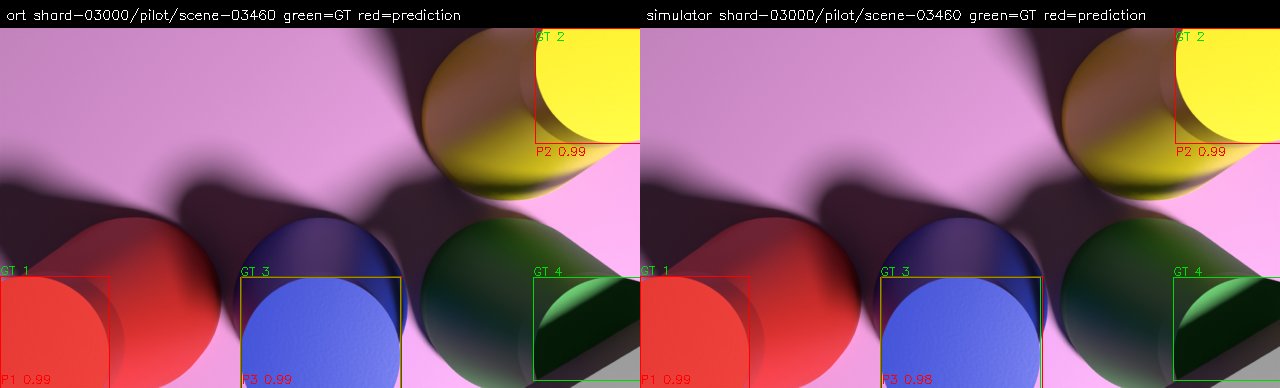 ort shard-03000/pilot/scene-03460 green=GT red=prediction
simulator shard-03000/pilot/scene-03460 green=GT red=prediction
GT 2
P2 0.99
GT 1
GT 3
GT 4
P1 0.99
P3 0.99
GT 2
P2 0.99
GT 1
GT 3
GT 4
P1 0.99
P3 0.98